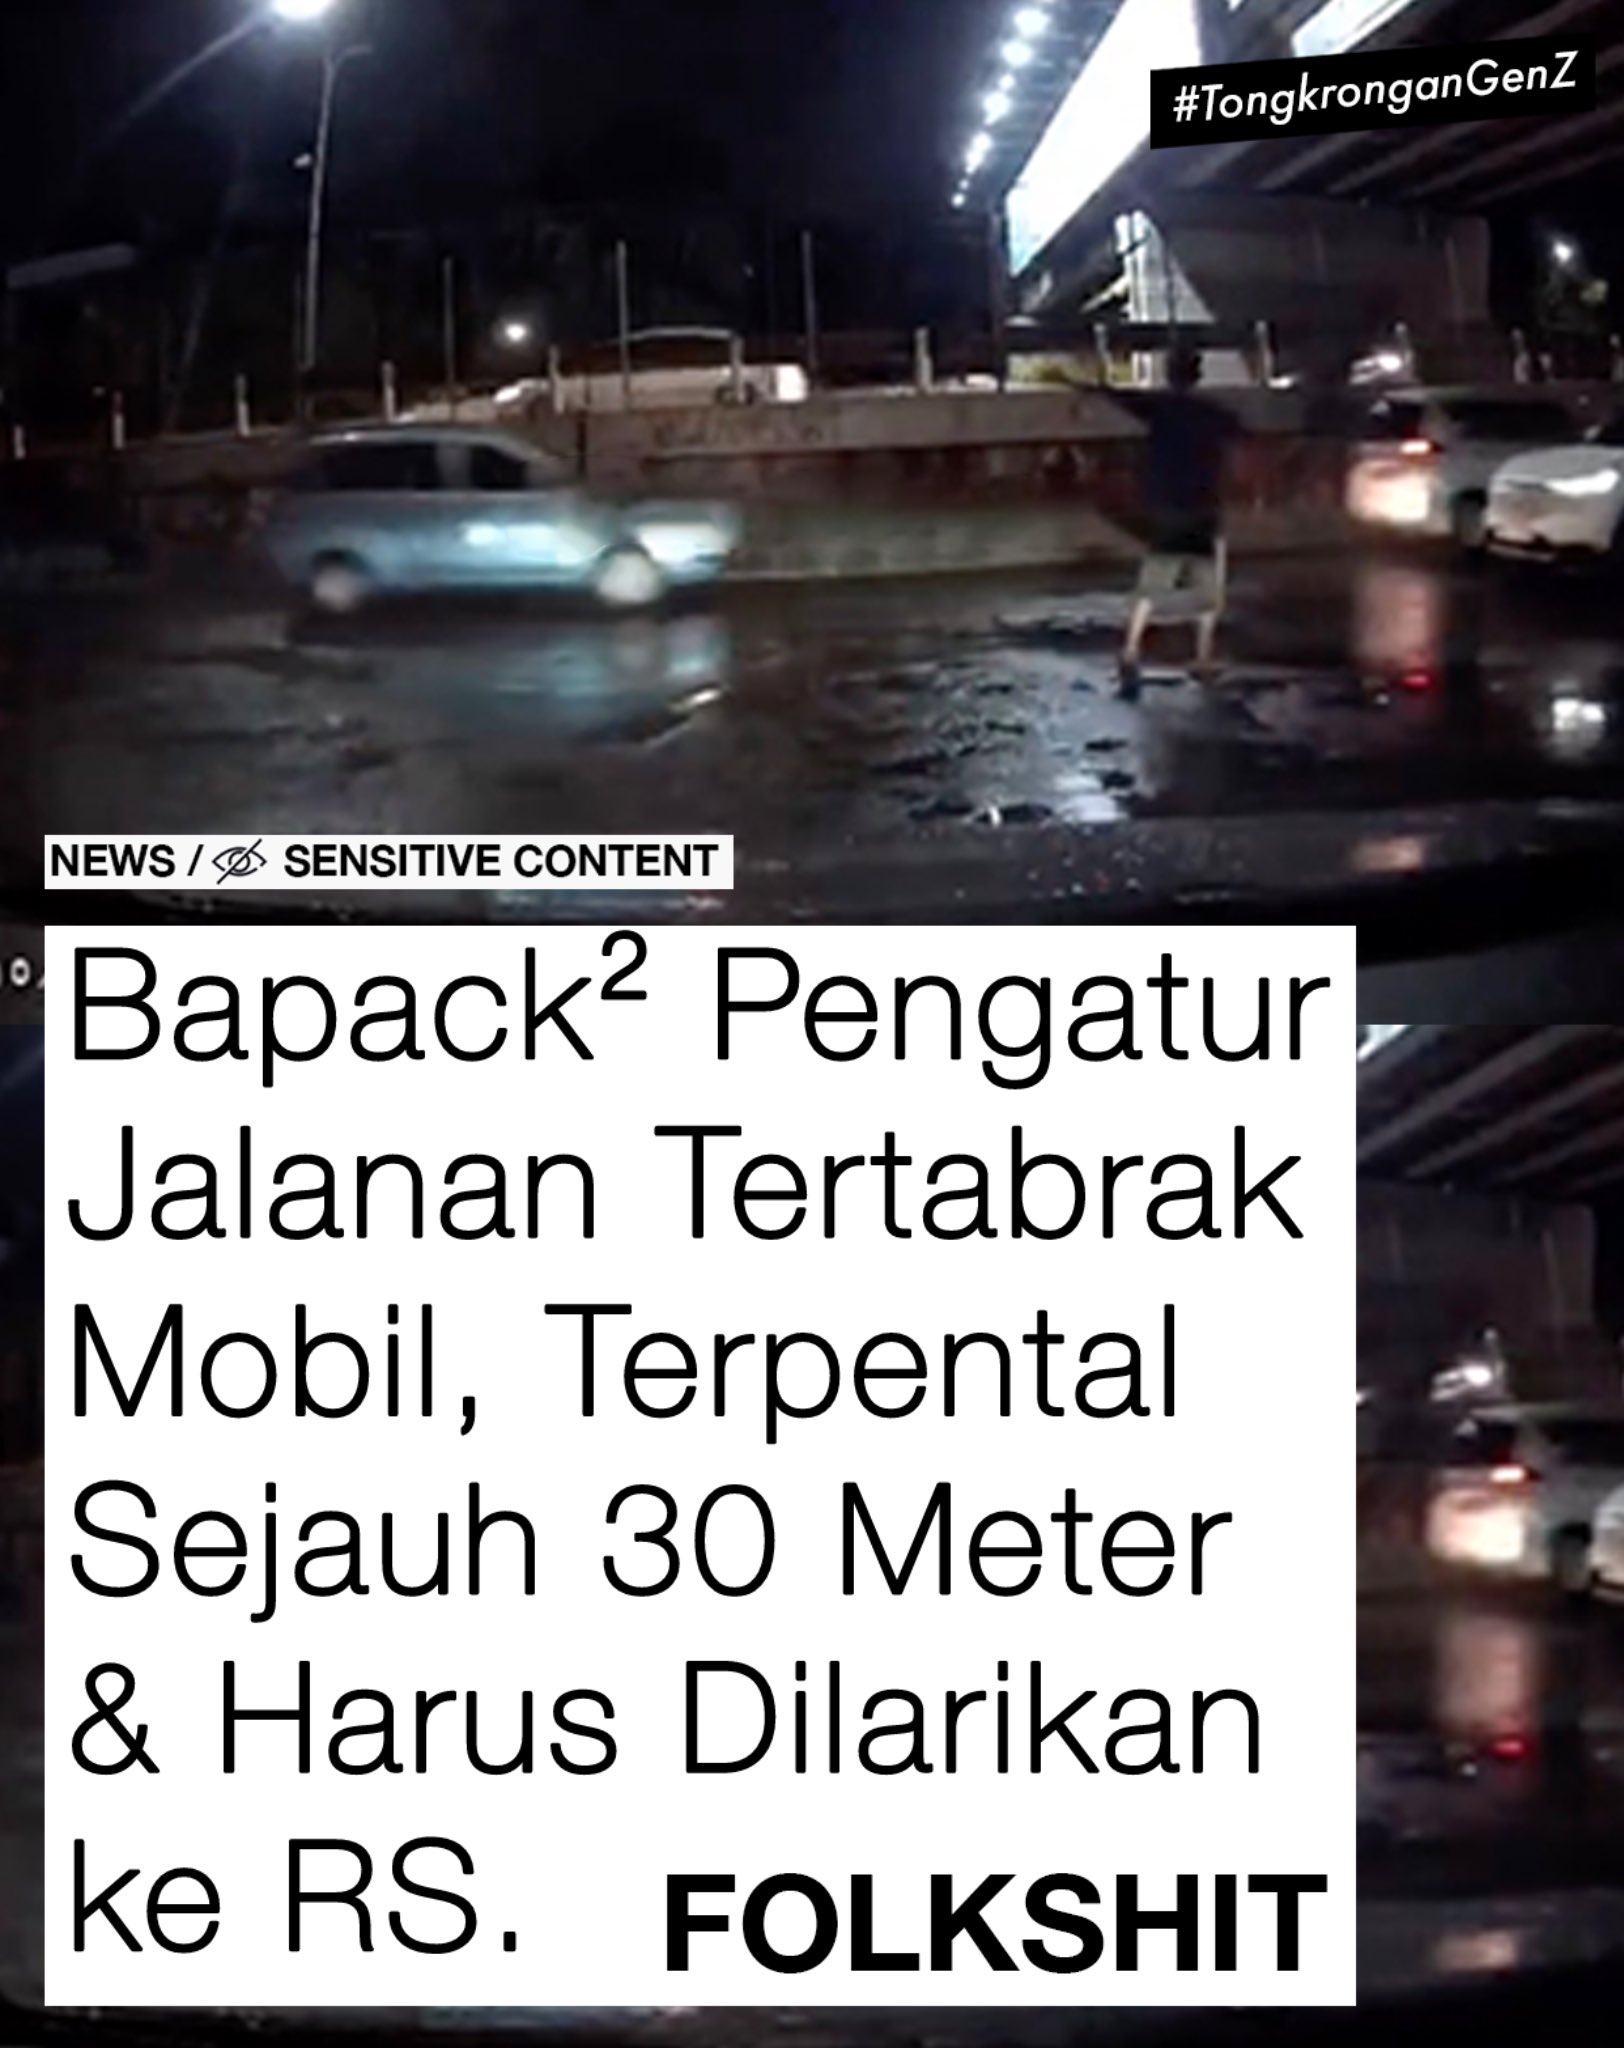 #TongkronganGenZ
NEWS / SENSITIVE CONTENT
Bapack² Pengatur
Jalanan Tertabrak
Mobil, Terpental
Sejauh 30 Meter
& Harus Dilarikan
ke RS. FOLKSHIT